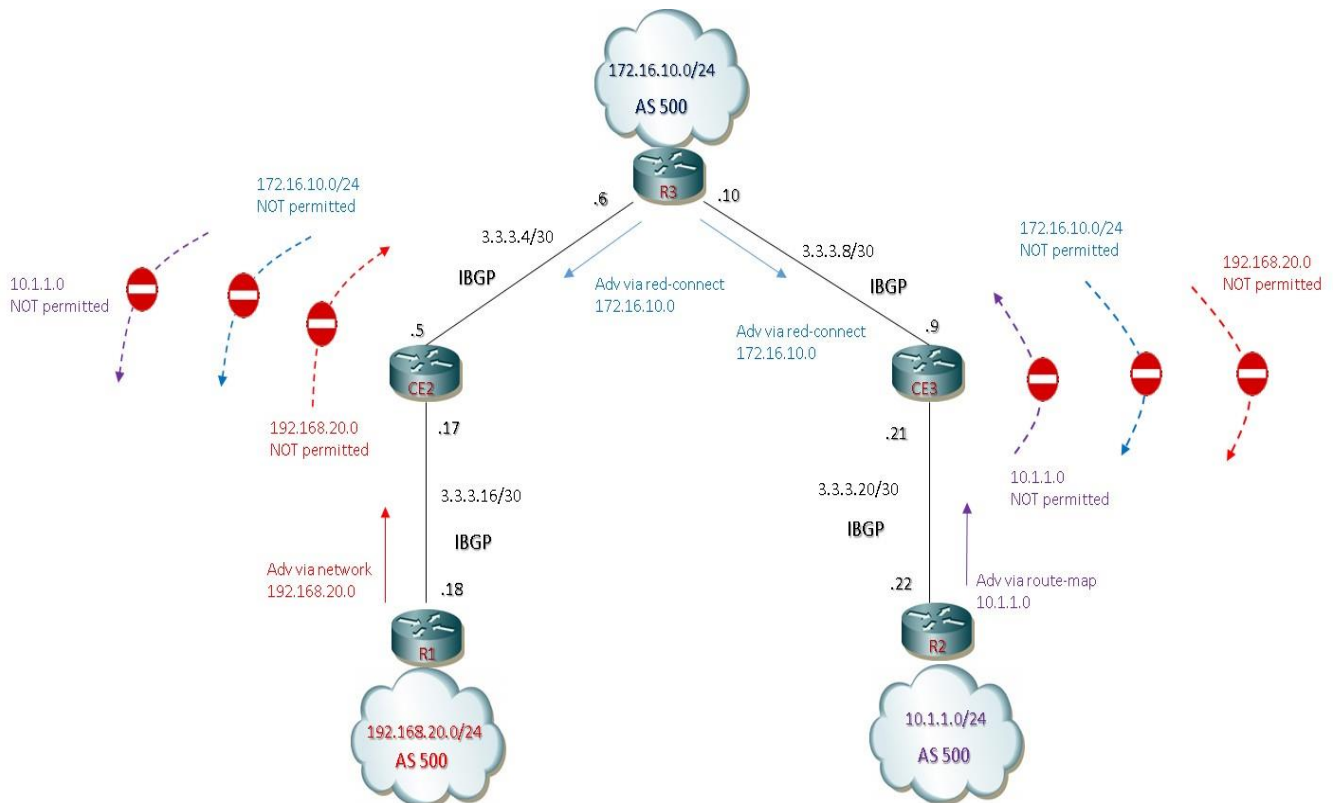 172.16.10.0/24
AS 500
R3
.6
.10
172.16.10.0/24
NOT permitted
10.1.1.0
NOT permitted
3.3.3.4/30
IBGP
Adv via red-connect
172.16.10.0
3.3.3.8/30
IBGP
Adv via red-connect
172.16.10.0
172.16.10.0/24
NOT permitted
192.168.20.0
NOT permitted
.5
CE2
.17
192.168.20.0
NOT permitted
.9
CE3
.21
10.1.1.0
NOT permitted
3.3.3.16/30
IBGP
Adv via network
192.168.20.0
.18
R1
192.168.20.0/24
AS 500
3.3.3.20/30
IBGP
Adv via route-map
10.1.1.0
.22
R2
10.1.1.0/24
AS 500